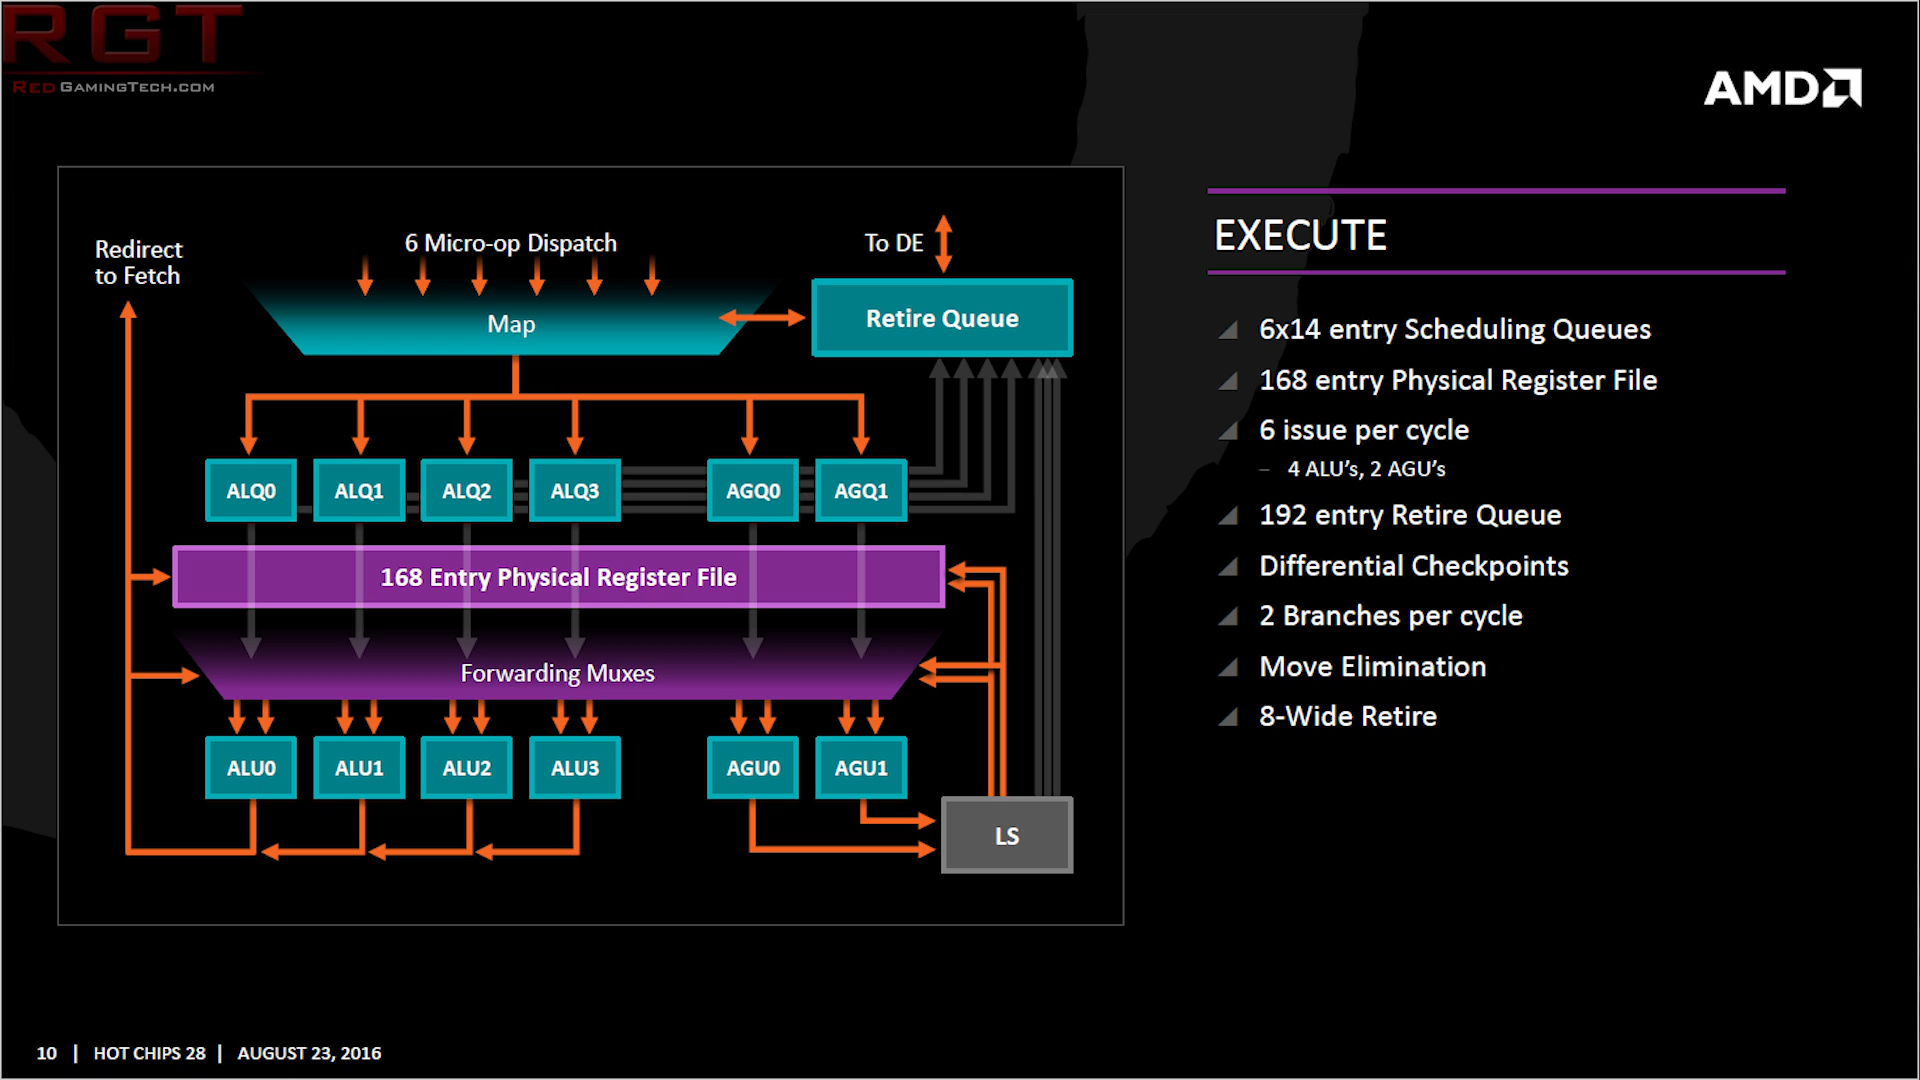 RGT
REDGAMINGTECH.COM
AMD
Redirect
to Fetch
6 Micro-op Dispatch
To DE
Map
Retire Queue
ALQ0 ALQ1 ALQ2 ALQ3 AGQ0 AGQ1
168 Entry Physical Register File
Forwarding Muxes
ALU0 ALU1 ALU2 ALU3 AGU0 AGU1
LS
EXECUTE
6x14 entry Scheduling Queues
168 entry Physical Register File
6 issue per cycle
– 4 ALU's, 2 AGU's
192 entry Retire Queue
Differential Checkpoints
2 Branches per cycle
Move Elimination
8-Wide Retire
10 | HOT CHIPS 28 | AUGUST 23, 2016